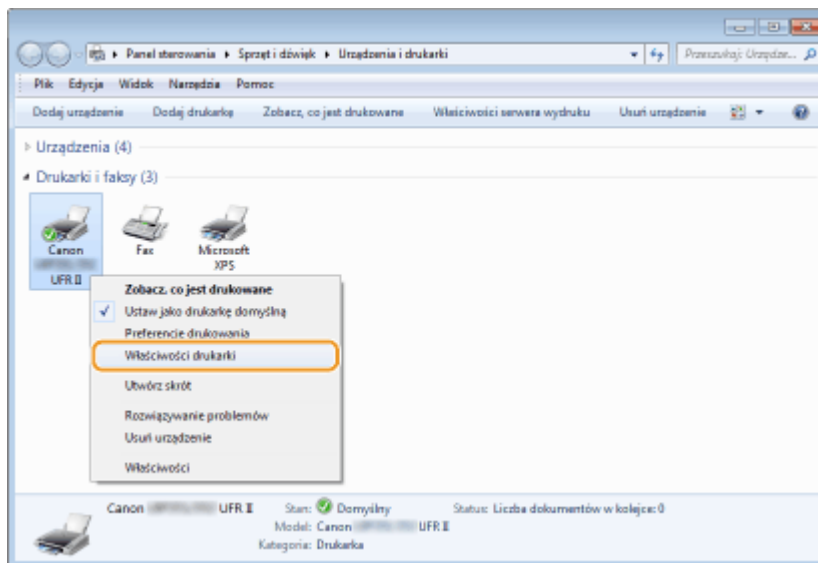 Panel sterowania Sprzęt i dźwięk Urządzenia i drukarki
Przeszukaj: Urządze...
Plik Edycja Widok Narzędzia Pomoc
Dodaj urządzenie Dodaj drukarkę Zobacz, co jest drukowane Właściwości serwera wydruku Usuń urządzenie
Urządzenia (4)
Drukarki i faksy (3)
Canon
UFR II
Fax
Microsoft
XPS
Zobacz, co jest drukowane
Ustaw jako drukarkę domyślną
Preferencje drukowania
Właściwości drukarki
Utwórz skrót
Rozwiązywanie problemów
Usuń urządzenie
Właściwości
Canon UFR II Stan: Domyślny Status: Liczba dokumentów w kolejce: 0
Model: Canon UFR II
Kategoria: Drukarka